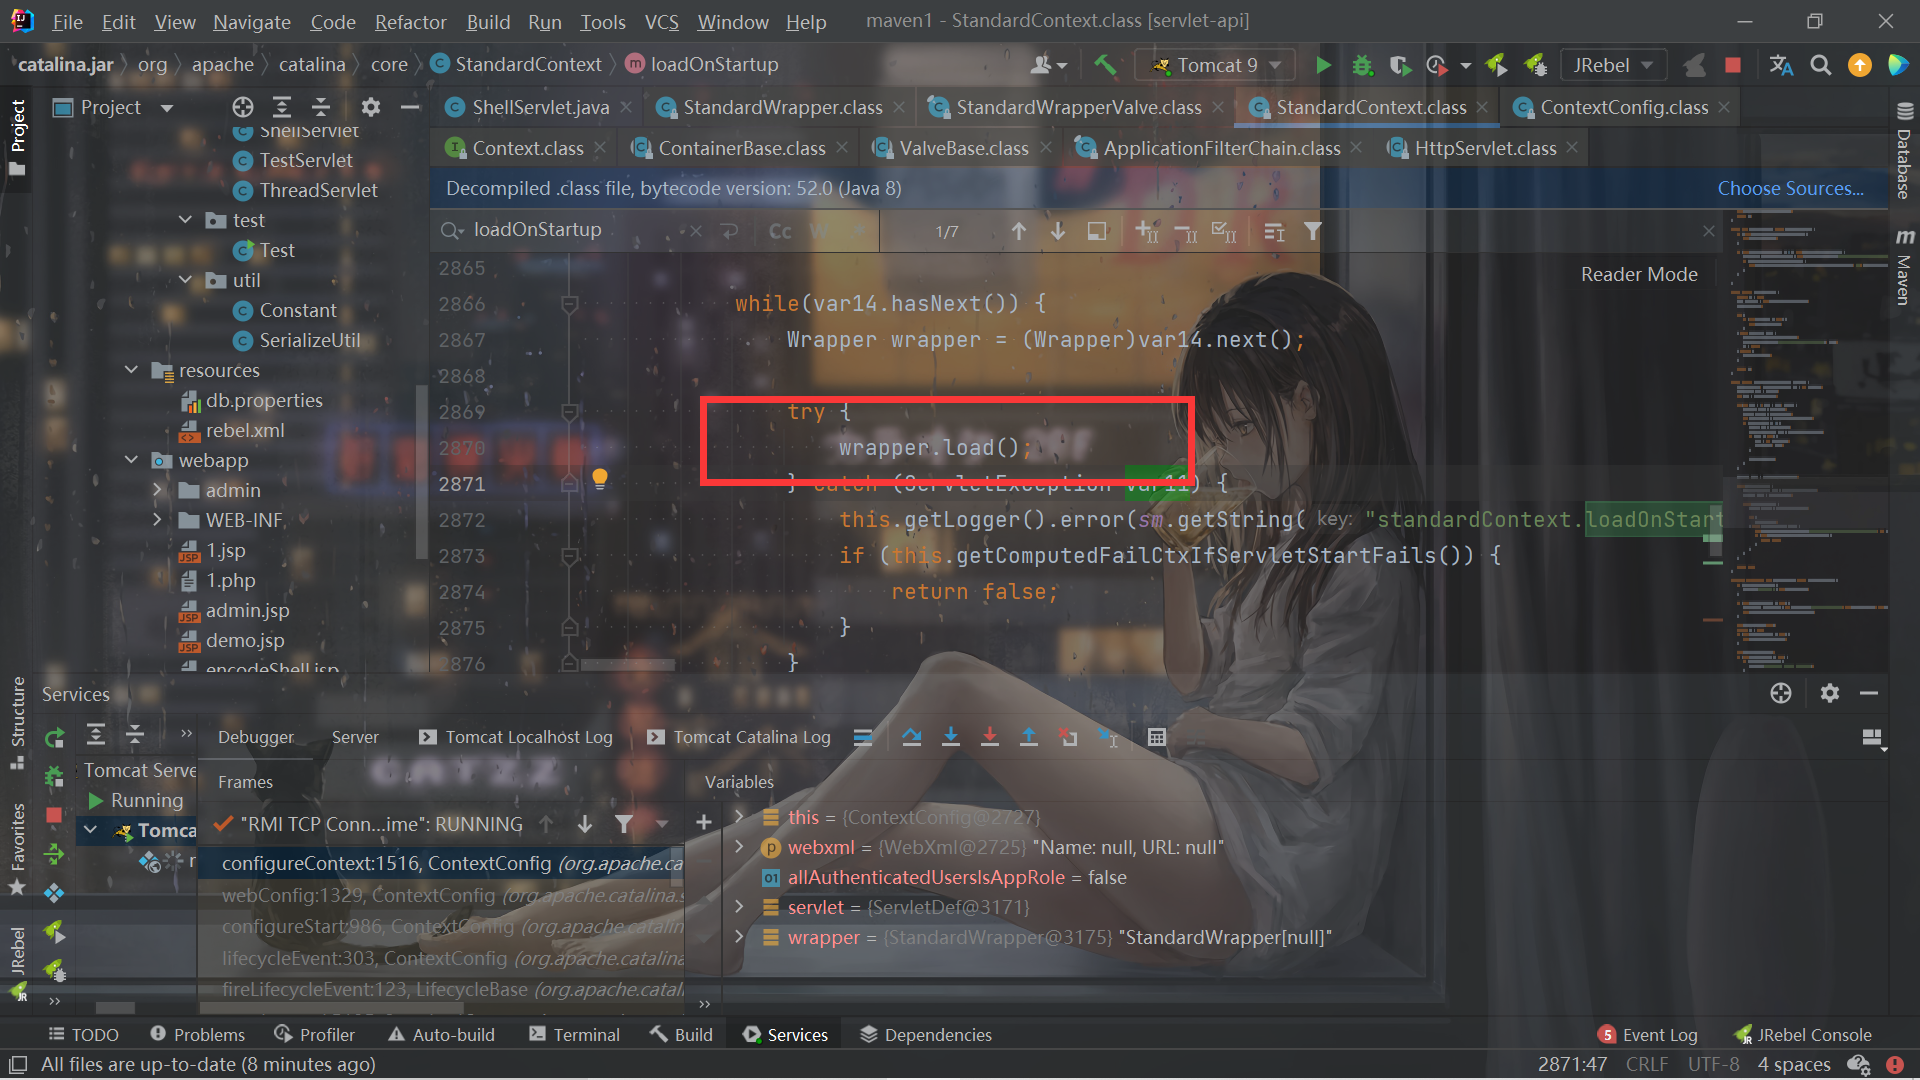 File Edit View Navigate Code Refactor Build Run Tools VCS Window Help maven1 - StandardContext.class [servlet-api]
catalina.jar org apache catalina core StandardContext loadOnStartup Tomcat 9 JRebel
Project
Project
ShellServlet.java StandardWrapper.class StandardWrapperValve.class StandardContext.class ContextConfig.class
Context.class ContainerBase.class ValveBase.class ApplicationFilterChain.class HttpServlet.class
Decompiled .class file, bytecode version: 52.0 (Java 8) Choose Sources...
loadOnStartup Cc W 1/7
Reader Mode
Database
Maven
ShellServlet
TestServlet
ThreadServlet
test
Test
util
Constant
SerializeUtil
resources
db.properties
rebel.xml
webapp
admin
WEB-INF
1.jsp
1.php
admin.jsp
demo.jsp
encodeShell.jsp
2865
2866 while(var14.hasNext()) {
2867 Wrapper wrapper = (Wrapper)var14.next();
2868
2869 try {
2870 wrapper.load();
2871 } catch (ServletException var11) {
2872 this.getLogger().error(sm.getString( key: "standardContext.loadOnStart
2873 if (this.getComputedFailCtxIfServletStartFails()) {
2874 return false;
2875 }
2876 }
Services
Structure
Favorites
JRebel
Debugger Server Tomcat Localhost Log Tomcat Catalina Log
Tomcat Serve
Running
Tomca
Frames
"RMI TCP Conn...ime": RUNNING
configureContext:1516, ContextConfig (org.apache.ca
webConfig:1329, ContextConfig (org.apache.catalina.s
configureStart:986, ContextConfig (org.apache.catalina
lifecycleEvent:303, ContextConfig (org.apache.catalina
fireLifecycleEvent:123, LifecycleBase (org.apache.catali
Variables
this = {ContextConfig@2727}
webxml = {WebXml@2725} "Name: null, URL: null"
allAuthenticatedUsersIsAppRole = false
servlet = {ServletDef@3171}
wrapper = {StandardWrapper@3175} "StandardWrapper[null]"
TODO Problems Profiler Auto-build Terminal Build Services Dependencies 5 Event Log JRebel Console
All files are up-to-date (8 minutes ago) 2871:47 CRLF UTF-8 4 spaces